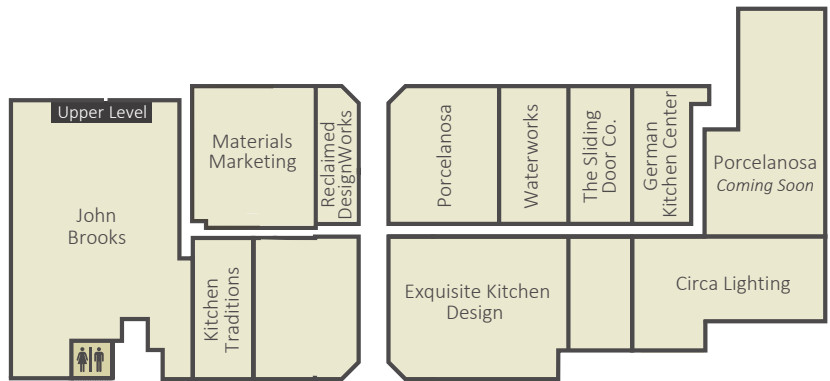 Upper Level
John
Brooks
Materials
Marketing
Reclaimed
DesignWorks
Kitchen
Traditions
Porcelanosa
Waterworks
The Sliding
Door Co.
German
Kitchen Center
Porcelanosa
Coming Soon
Exquisite Kitchen
Design
Circa Lighting